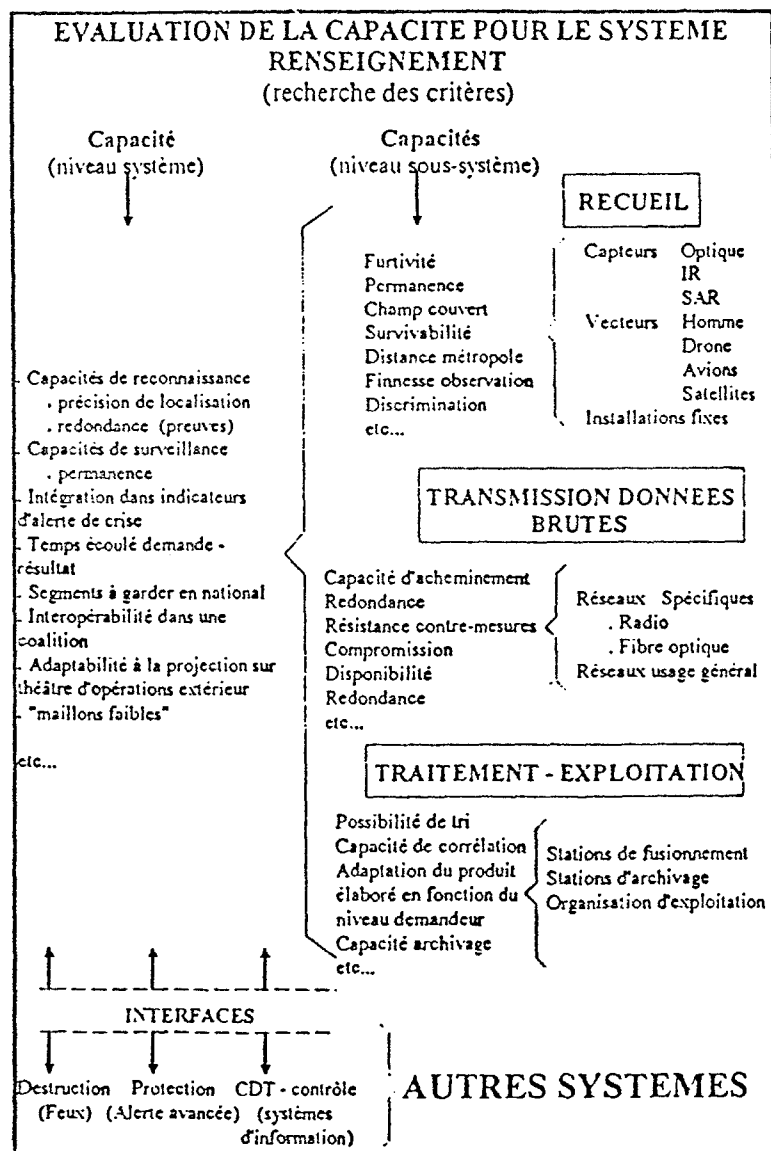 EVALUATION DE LA CAPACITE POUR LE SYSTEME
RENSEIGNEMENT
(recherche des critères)
Capacité
(niveau système)
- Capacités de reconnaissance
. précision de localisation
. redondance (preuves)
- Capacités de surveillance
. permanence
- Intégration dans indicateurs
d'alerte de crise
- Temps écoulé demande -
résultat
- Segments à garder en national
- Interopérabilité dans une
coalition
- Adaptabilité à la projection sur
théâtre d'opérations extérieur
- "maillons faibles"
etc...
Capacités
(niveau sous-système)
RECUEIL
Furtivité
Permanence
Champ couvert
Survivabilité
Distance métropole
Finnesse observation
Discrimination
etc...
Capteurs Optique
IR
SAR
Vecteurs Homme
Drone
Avions
Satellites
Installations fixes
TRANSMISSION DONNEES
BRUTES
Capacité d'acheminement
Redondance
Résistance contre-mesures
Compromission
Disponibilité
Redondance
etc...
Réseaux Spécifiques
. Radio
. Fibre optique
Réseaux usage général
TRAITEMENT - EXPLOITATION
Possibilité de tri
Capacité de corrélation
Adaptation du produit
élaboré en fonction du
niveau demandeur
Capacité archivage
etc...
Stations de fusionnement
Stations d'archivage
Organisation d'exploitation
INTERFACES
Destruction
(Feux)
Protection
(Alerte avancée)
CDT - contrôle
(systèmes
d'information)
AUTRES SYSTEMES